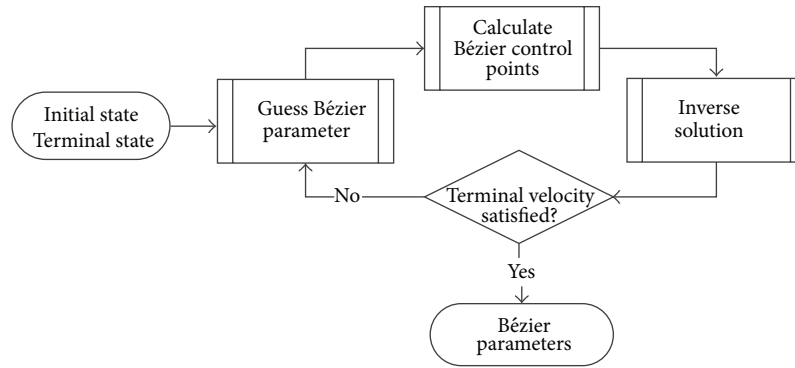 Initial state
Terminal state
Guess Bézier
parameter
Calculate
Bézier control
points
Inverse
solution
Terminal velocity
satisfied?
No
Yes
Bézier
parameters